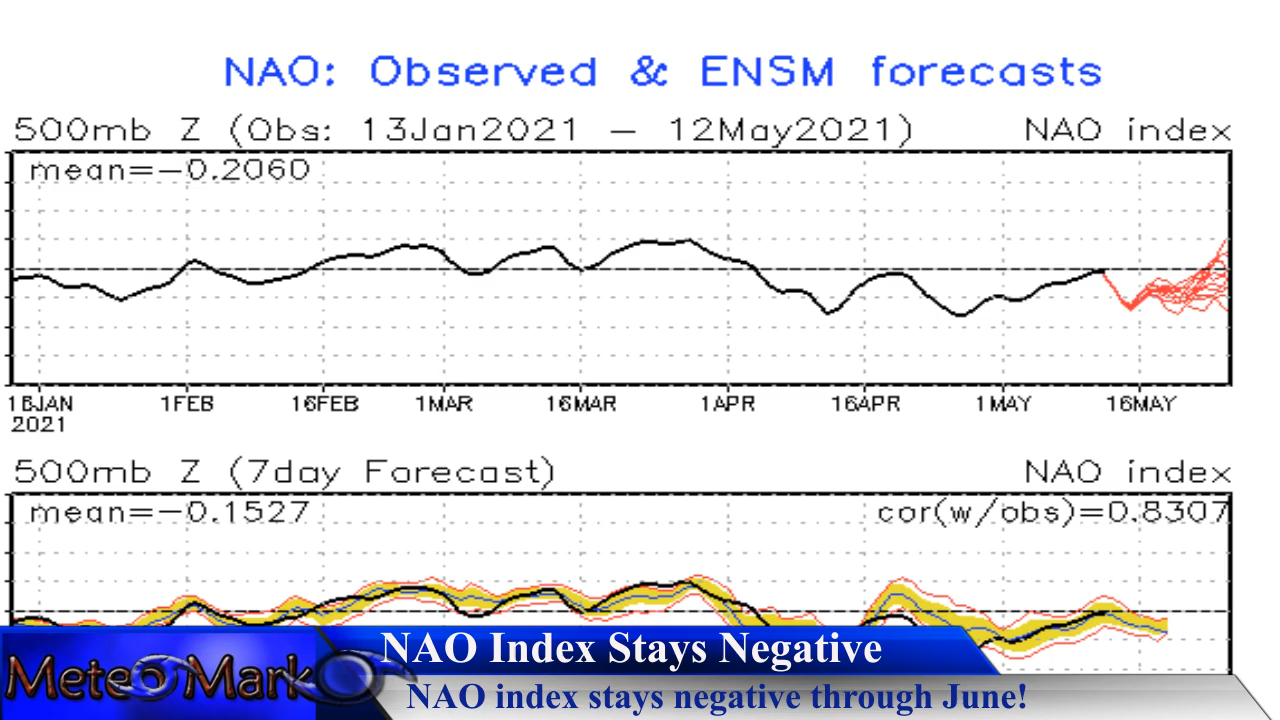 NAO: Observed & ENSM forecasts
500mb Z (Obs: 13Jan2021 – 12May2021) NAO index
mean=-0.2060
16JAN 1FEB 16FEB 1MAR 16MAR 1APR 16APR 1MAY 16MAY
2021
500mb Z (7day Forecast) NAO index
mean=-0.1527 cor(w/obs)=0.8307
NAO Index Stays Negative
MeteoMark
NAO index stays negative through June!